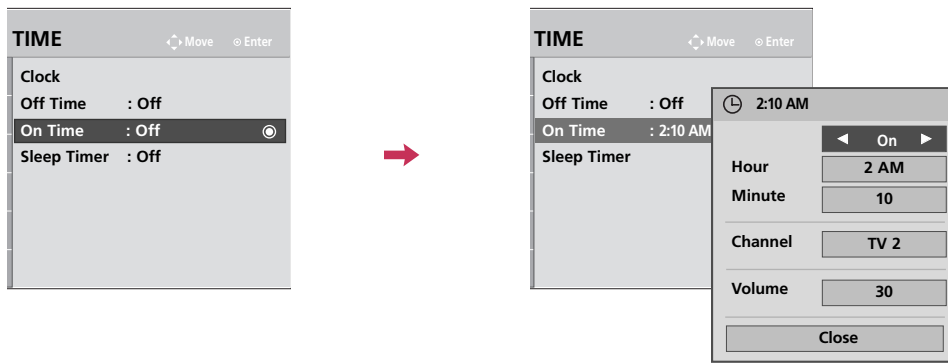 TIME Move Enter
Clock
Off Time : Off
On Time : Off
Sleep Timer : Off
TIME Move Enter
Clock
Off Time : Off
On Time : 2:10 AM
Sleep Timer
2:10 AM
On
Hour 2 AM
Minute 10
Channel TV 2
Volume 30
Close